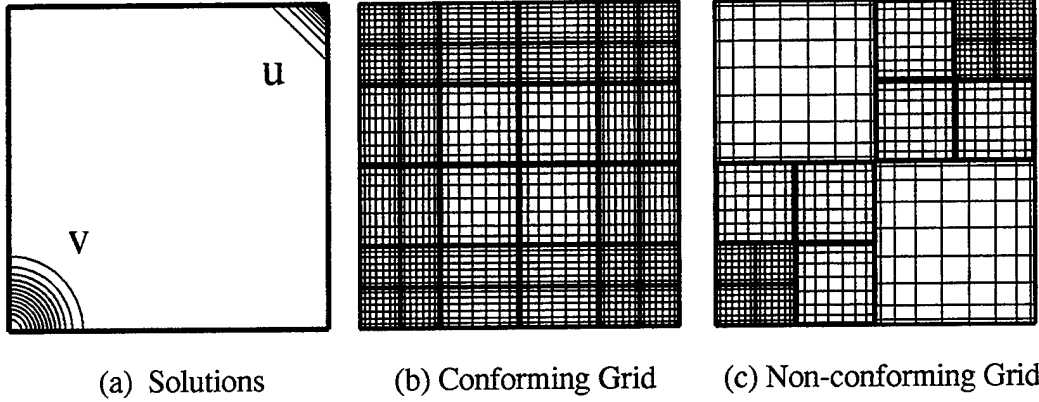 u
v
(a) Solutions
(b) Conforming Grid
(c) Non-conforming Grid